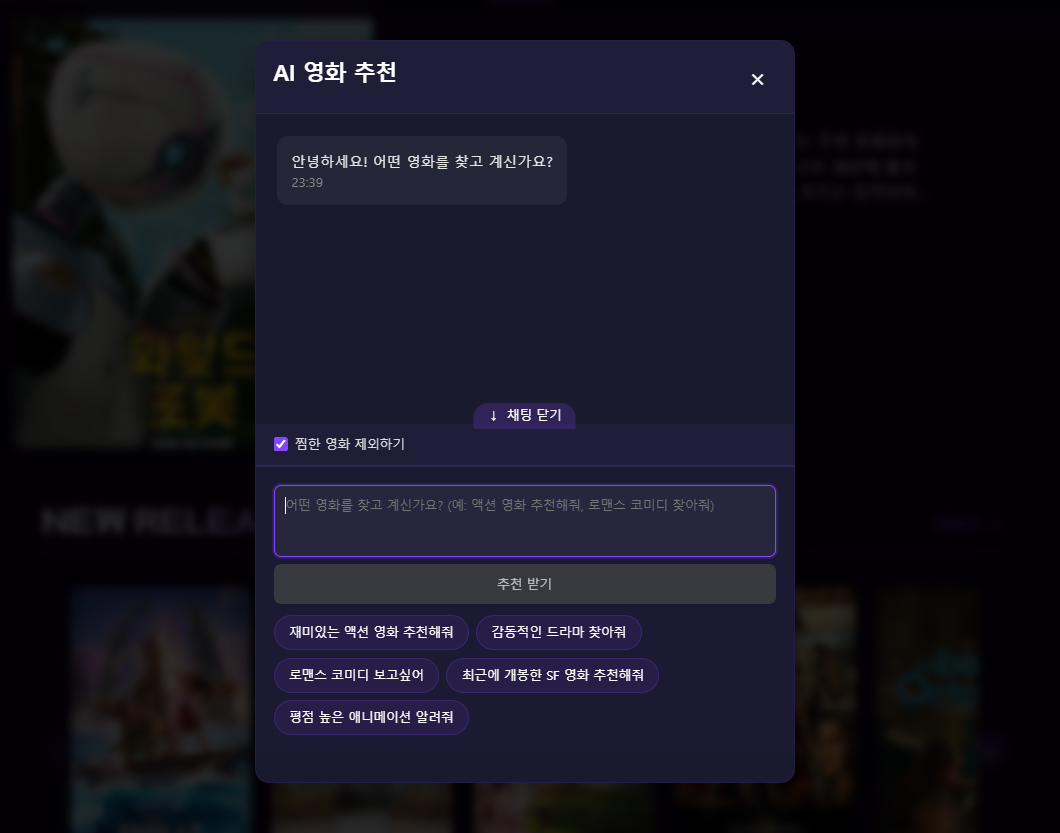 AI 영화 추천
×
안녕하세요! 어떤 영화를 찾고 계신가요?
23:39
↓ 채팅 닫기
찜한 영화 제외하기
어떤 영화를 찾고 계신가요? (예: 액션 영화 추천해줘, 로맨스 코미디 찾아줘)
추천 받기
재미있는 액션 영화 추천해줘
감동적인 드라마 찾아줘
로맨스 코미디 보고싶어
최근에 개봉한 SF 영화 추천해줘
평점 높은 애니메이션 알려줘
와일드
로봇
NEW RELEA